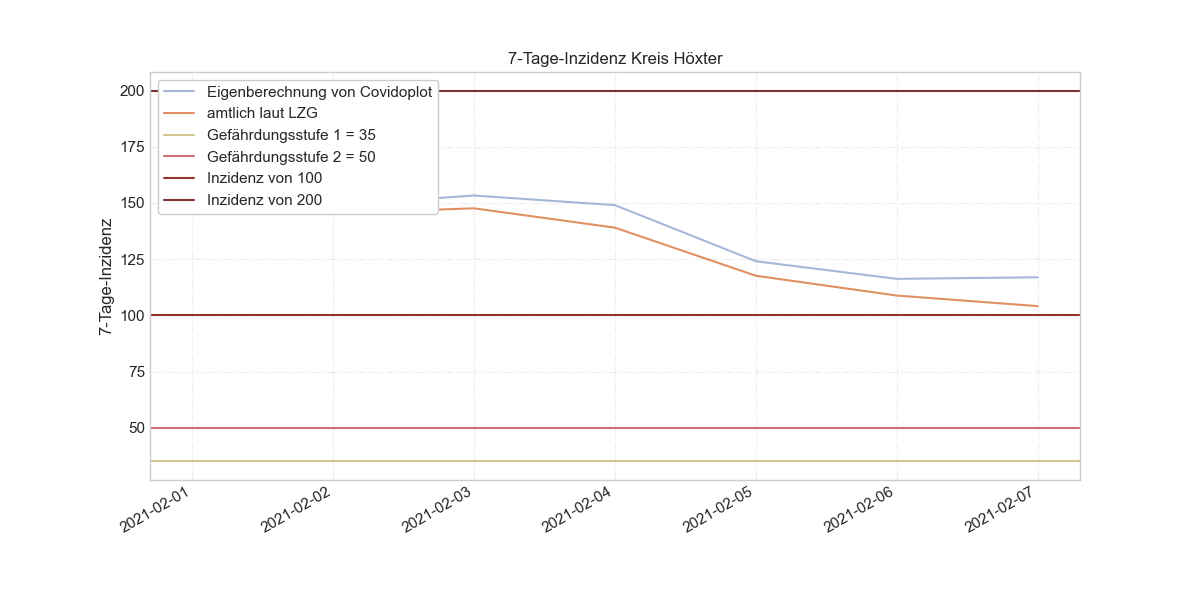 7-Tage-Inzidenz Kreis Höxter
7-Tage-Inzidenz
200
175
150
125
100
75
50
Eigenberechnung von Covidoplot
amtlich laut LZG
Gefährdungsstufe 1 = 35
Gefährdungsstufe 2 = 50
Inzidenz von 100
Inzidenz von 200
2021-02-01
2021-02-02
2021-02-03
2021-02-04
2021-02-05
2021-02-06
2021-02-07